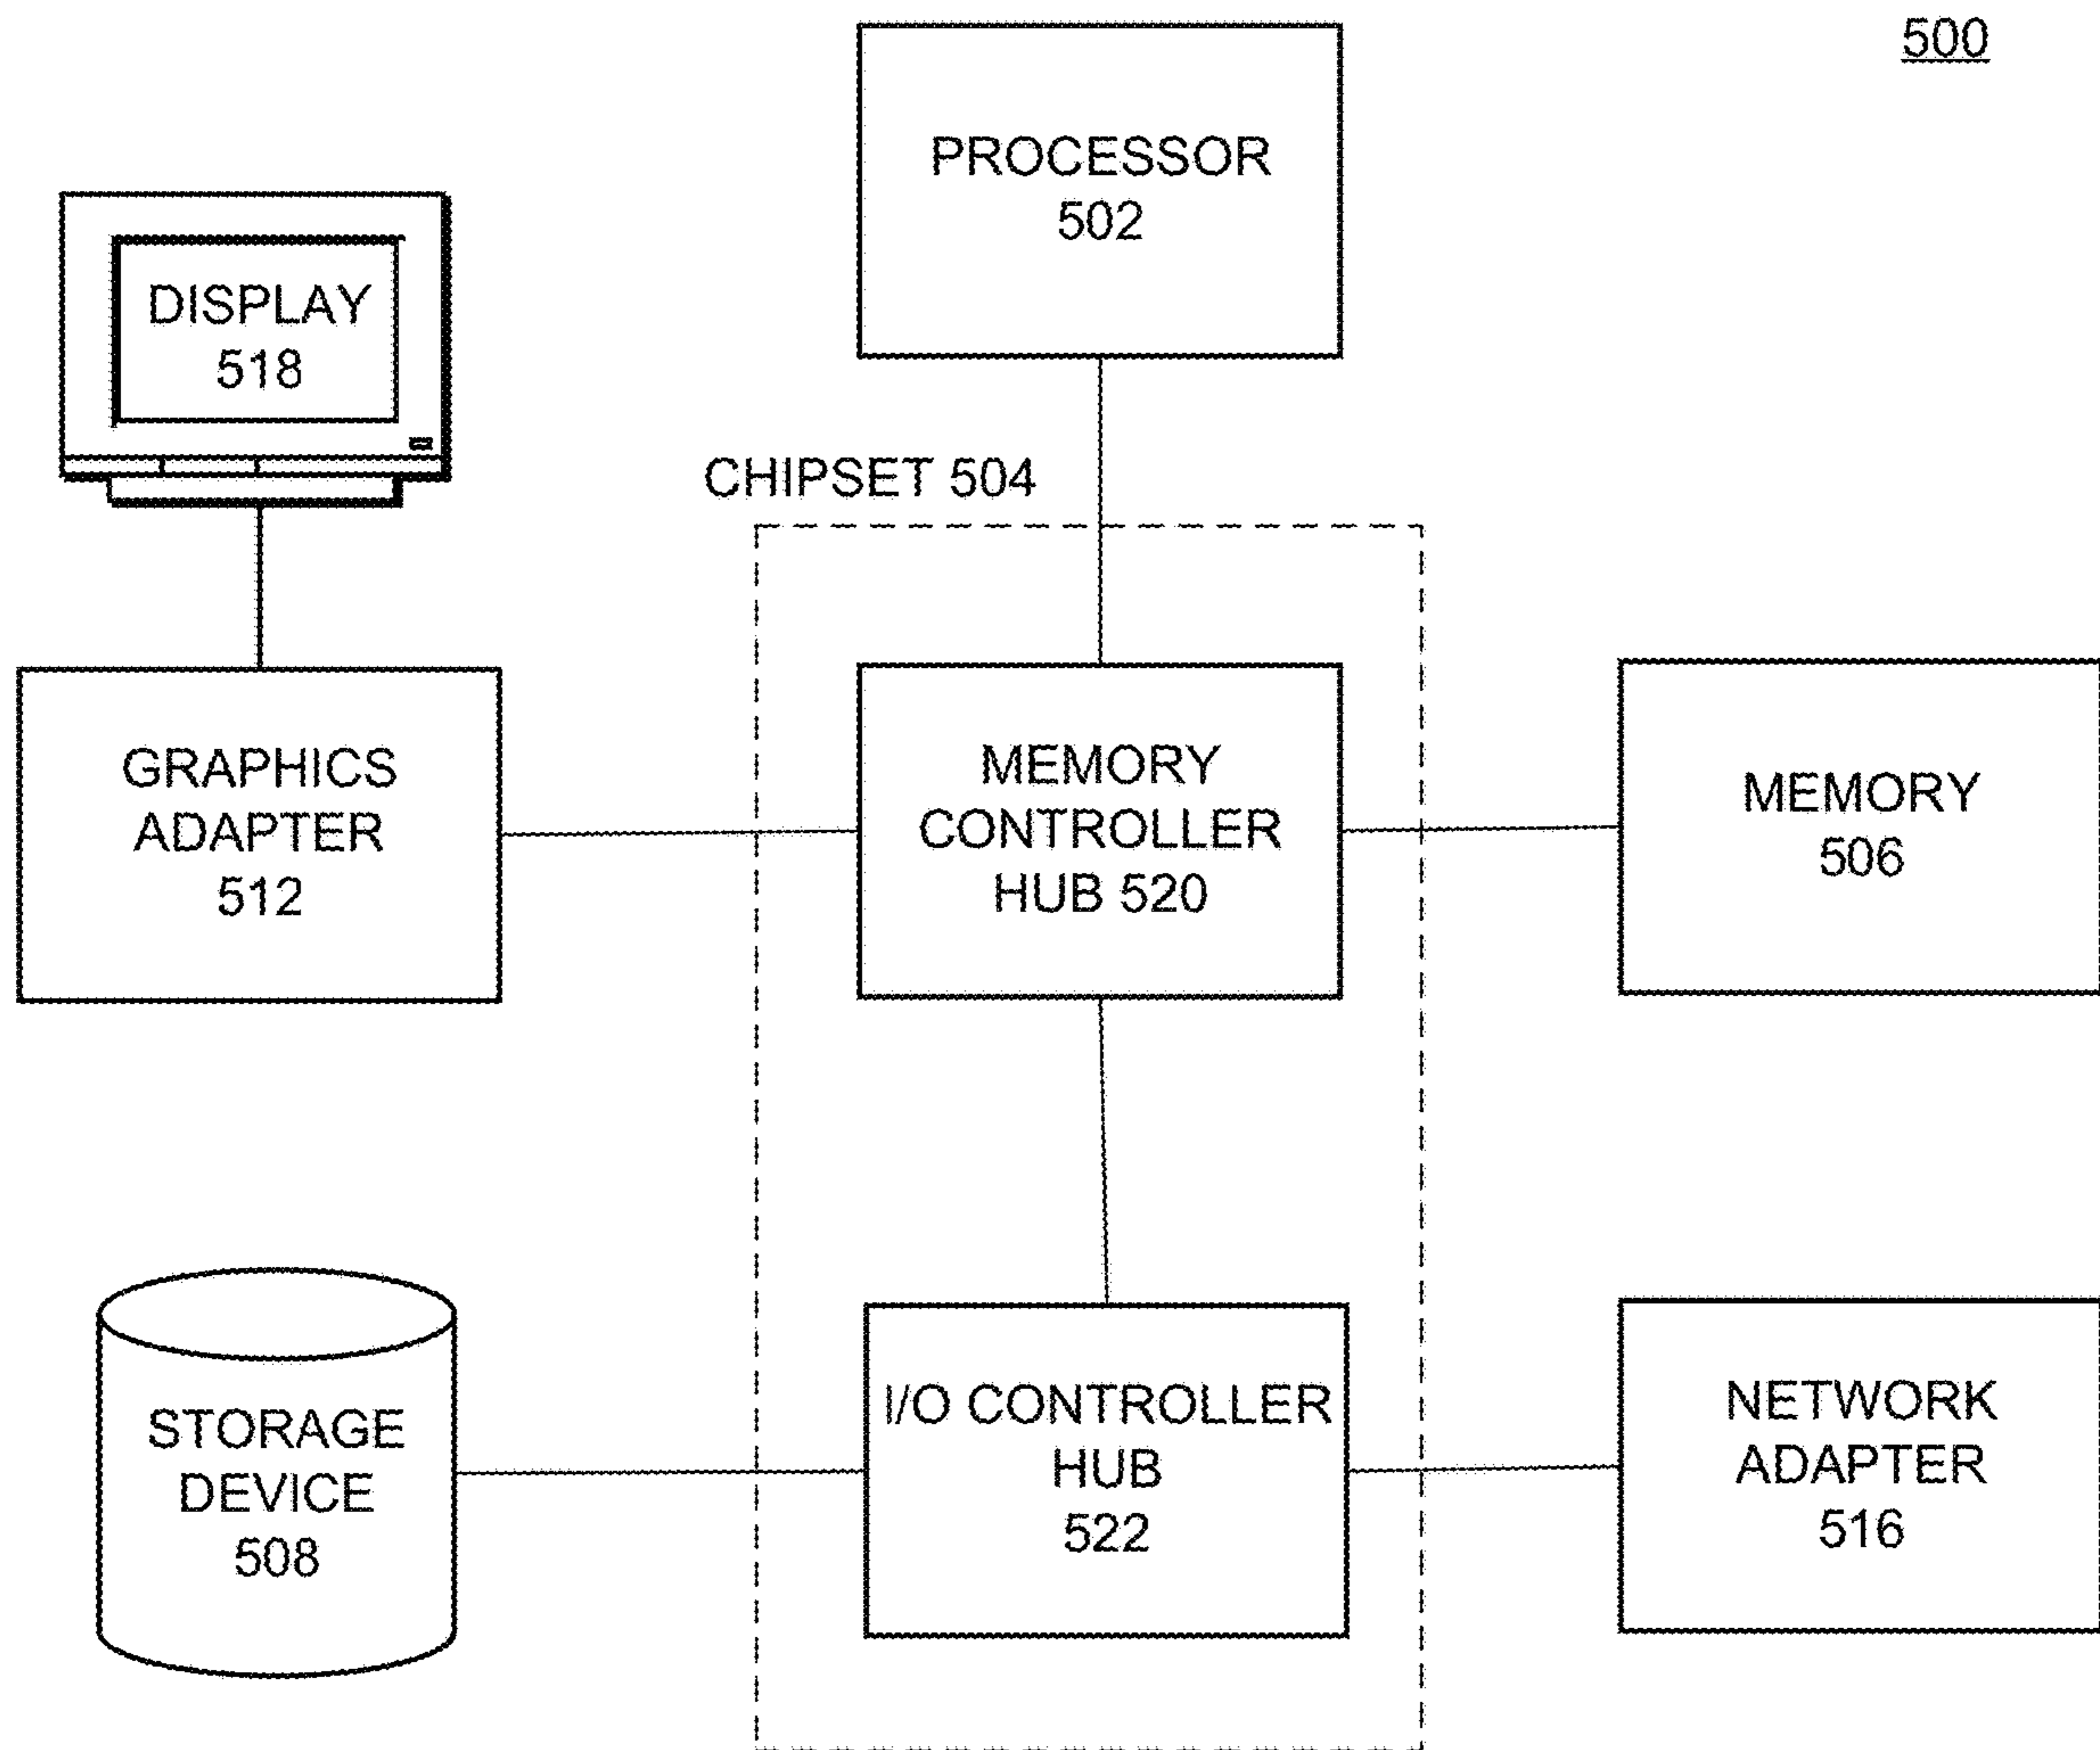 500
PROCESSOR
502
DISPLAY
518
CHIPSET 504
GRAPHICS
ADAPTER
512
MEMORY
CONTROLLER
HUB 520
MEMORY
506
STORAGE
DEVICE
508
I/O CONTROLLER
HUB
522
NETWORK
ADAPTER
516